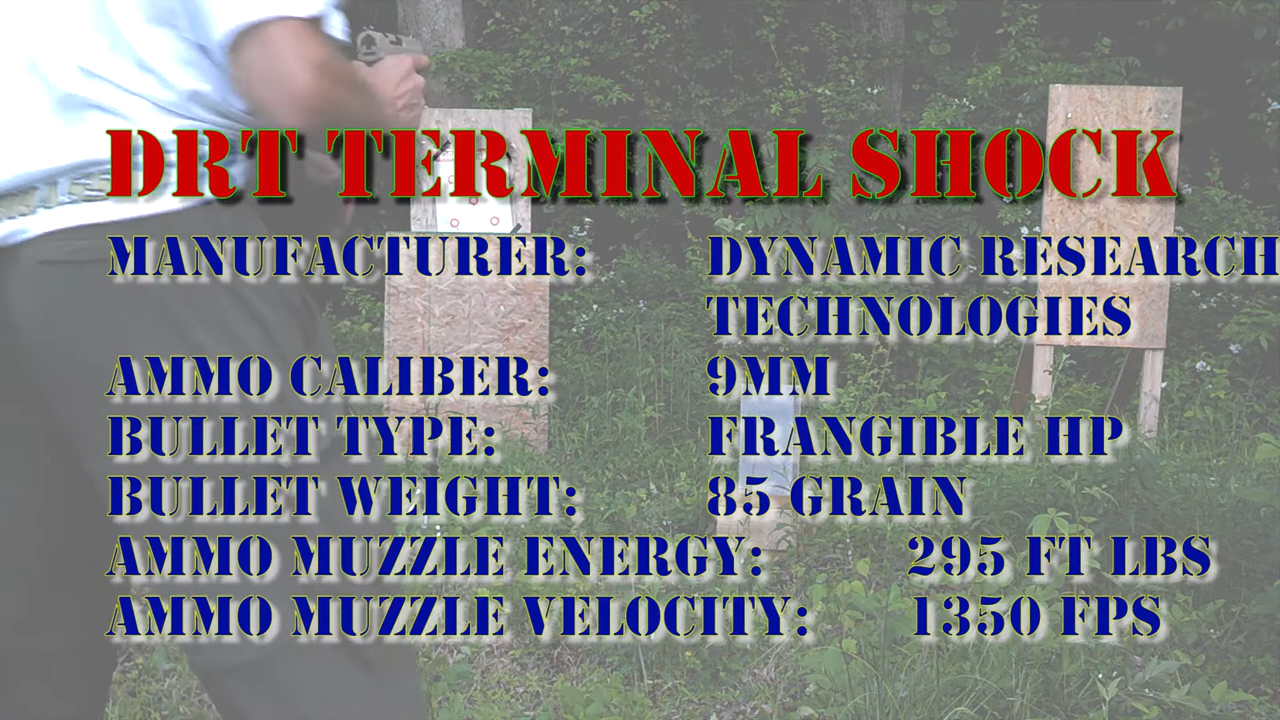 DRT TERMINAL SHOCK
MANUFACTURER: DYNAMIC RESEARCH
TECHNOLOGIES
AMMO CALIBER: 9MM
BULLET TYPE: FRANGIBLE HP
BULLET WEIGHT: 85 GRAIN
AMMO MUZZLE ENERGY: 295 FT LBS
AMMO MUZZLE VELOCITY: 1350 FPS